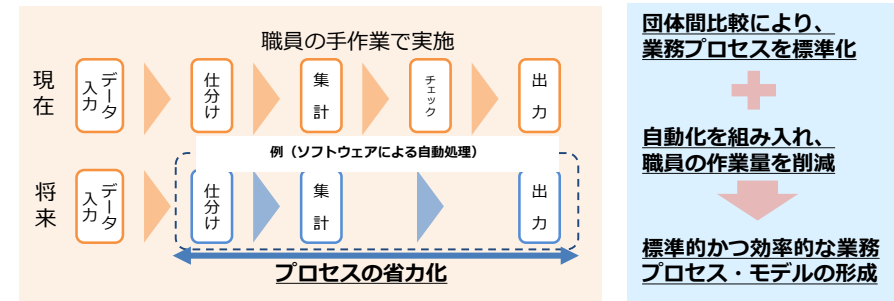 職員の手作業で実施
現在
データ入力
仕分け
集計
チェック
出力
例（ソフトウェアによる自動処理）
将来
データ入力
仕分け
集計
出力
プロセスの省力化
団体間比較により、
業務プロセスを標準化
自動化を組み入れ、
職員の作業量を削減
標準的かつ効率的な業務
プロセス・モデルの形成